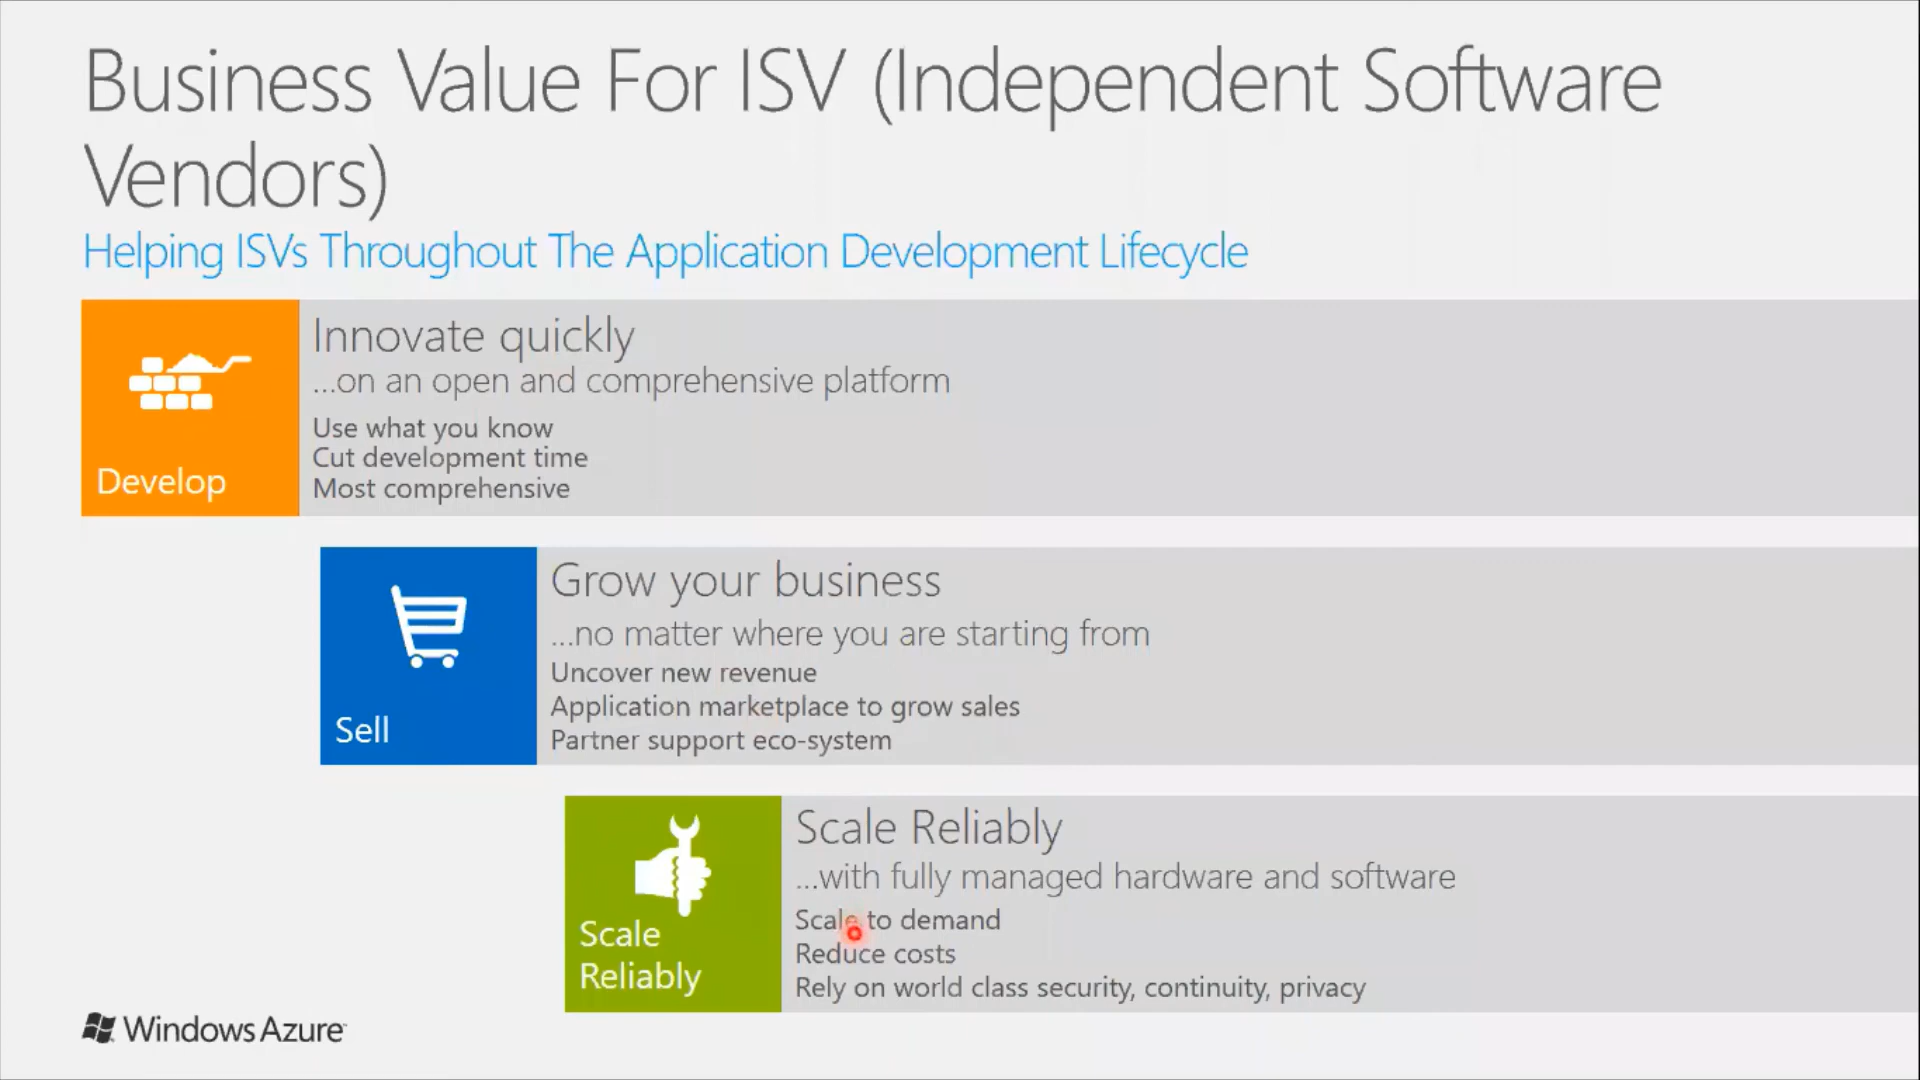 Business Value For ISV (Independent Software
Vendors)
Helping ISVs Throughout The Application Development Lifecycle
Develop
Innovate quickly
...on an open and comprehensive platform
Use what you know
Cut development time
Most comprehensive
Sell
Grow your business
...no matter where you are starting from
Uncover new revenue
Application marketplace to grow sales
Partner support eco-system
Scale
Reliably
Scale Reliably
...with fully managed hardware and software
Scale to demand
Reduce costs
Rely on world class security, continuity, privacy
Windows Azure